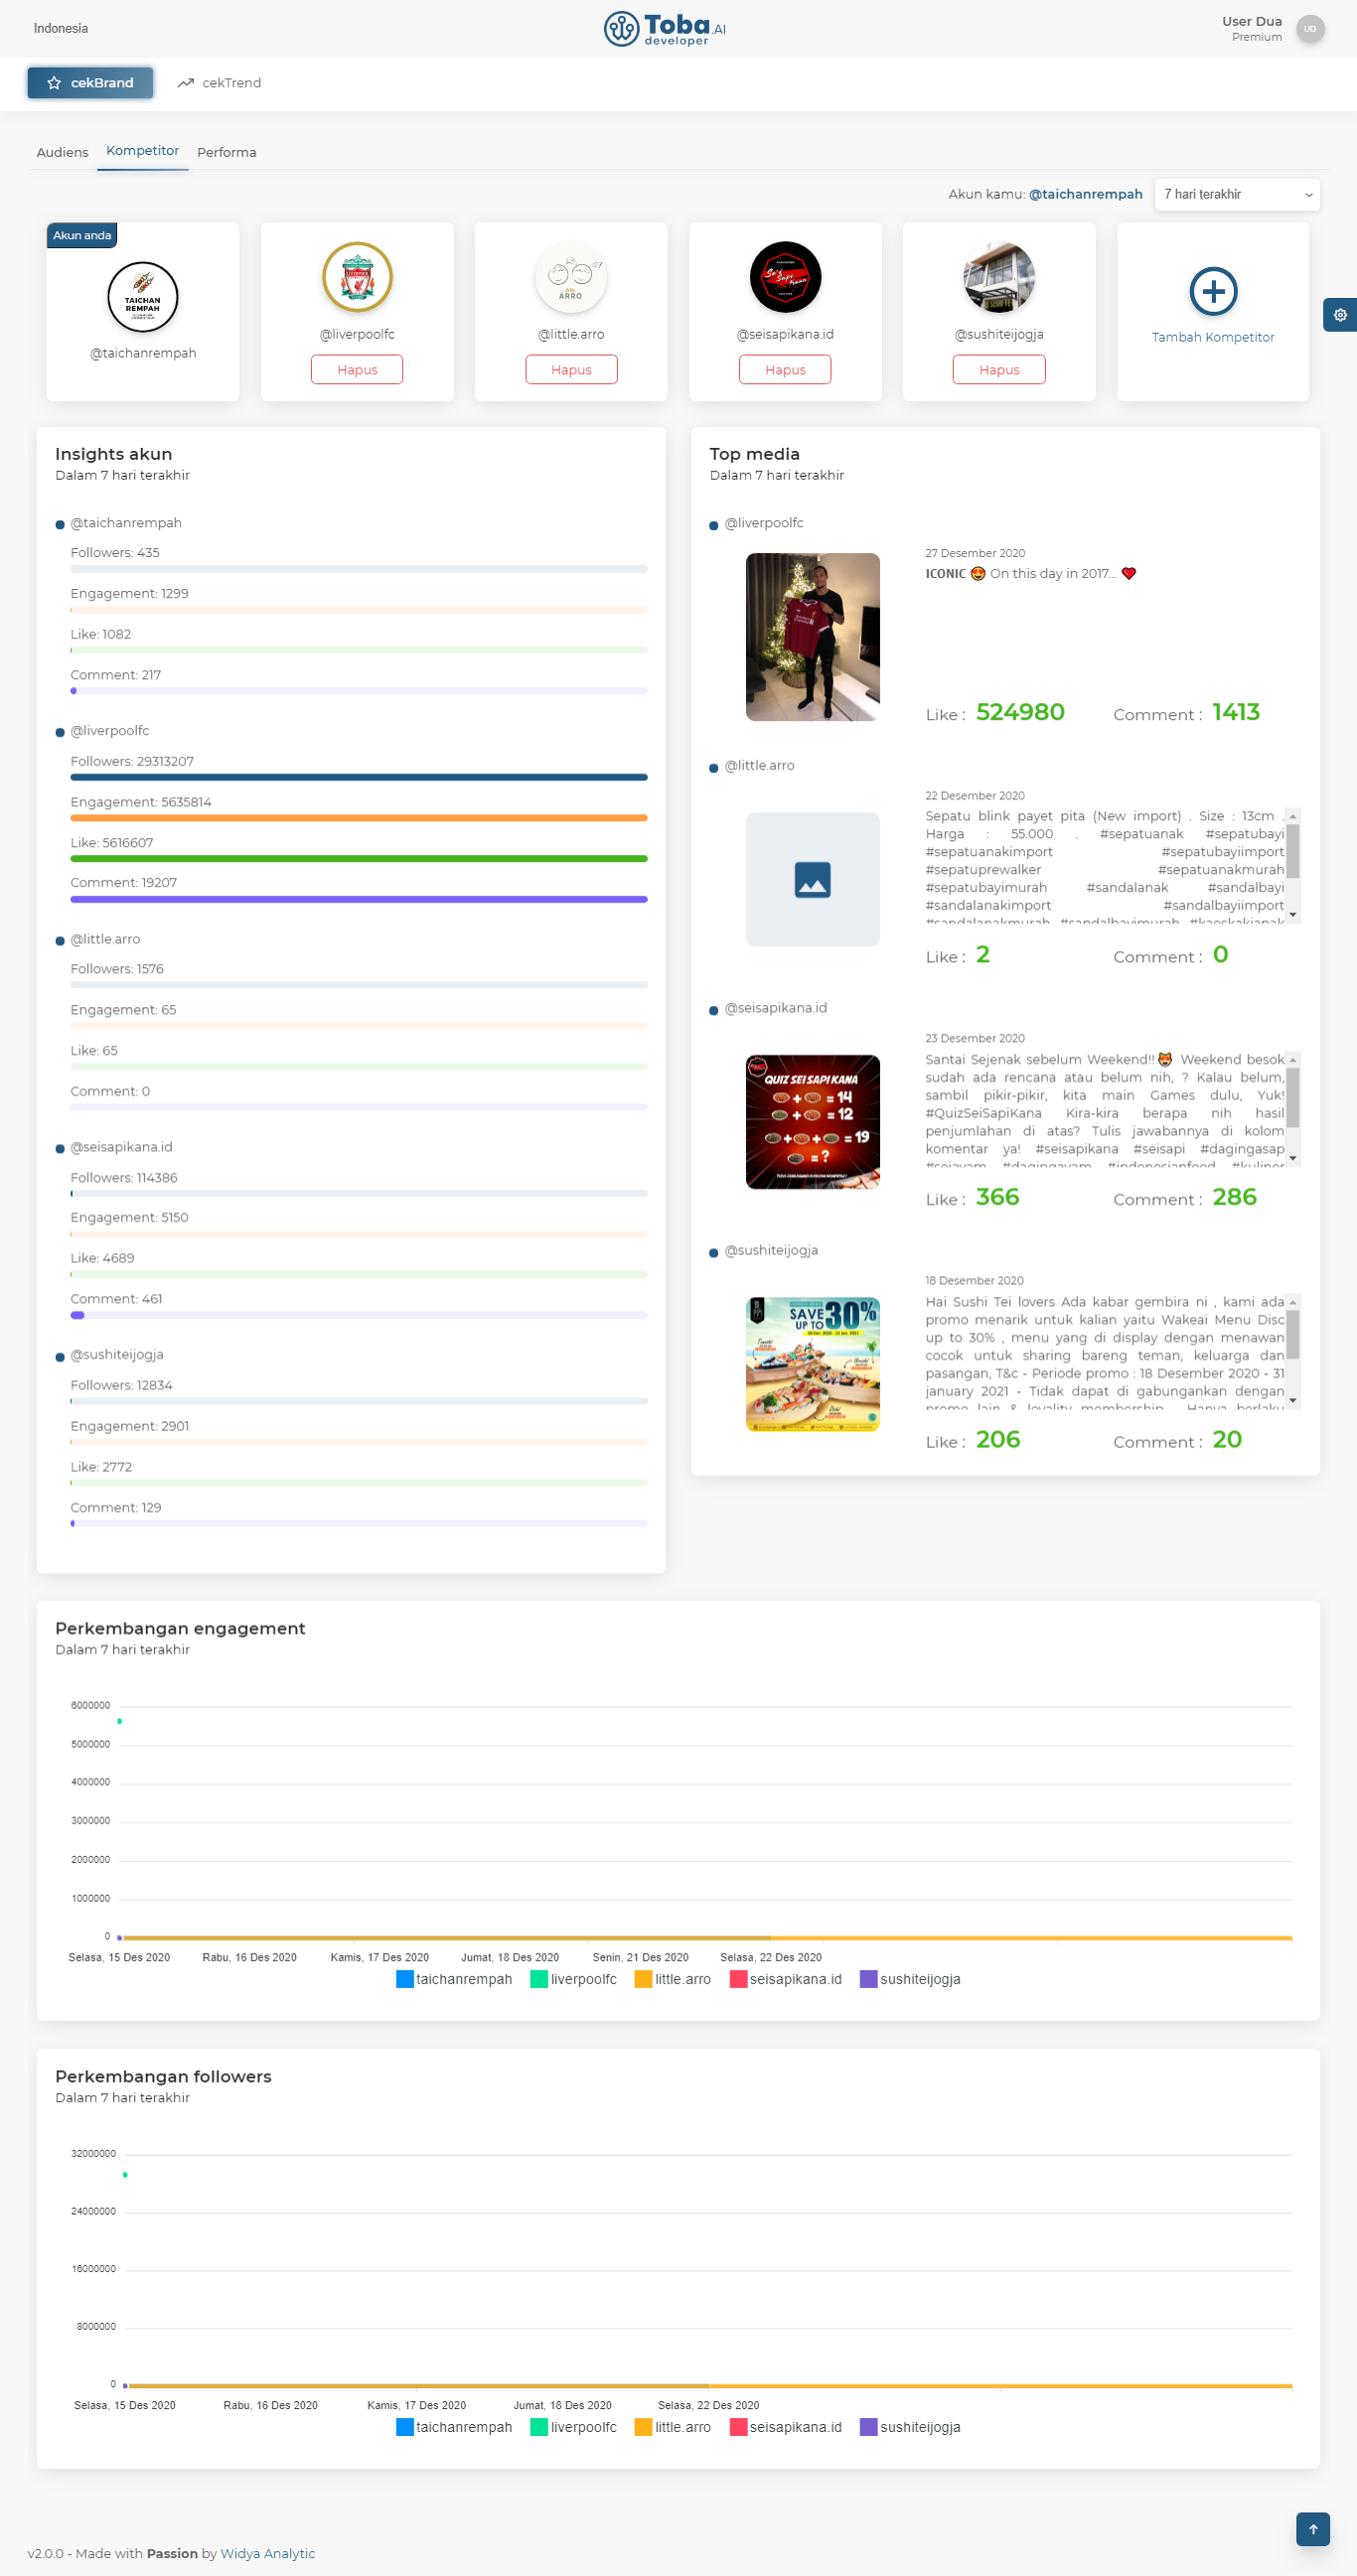 Indonesia
Toba.AI
developer
User Dua
Premium
UD
cekBrand
cekTrend
Audiens
Kompetitor
Performa
Akun kamu: @taichanrempah
7 hari terakhir
Akun anda
TAICHAN
REMPAH
@taichanrempah
@liverpoolfc
Hapus
ARRO
@little.arro
Hapus
Sei Sapi Kana
@seisapikana.id
Hapus
@sushiteijogja
Hapus
Tambah Kompetitor
Insights akun
Dalam 7 hari terakhir
@taichanrempah
Followers: 435
Engagement: 1299
Like: 1082
Comment: 217
@liverpoolfc
Followers: 29313207
Engagement: 5635814
Like: 5616607
Comment: 19207
@little.arro
Followers: 1576
Engagement: 65
Like: 65
Comment: 0
@seisapikana.id
Followers: 114386
Engagement: 5150
Like: 4689
Comment: 461
@sushiteijogja
Followers: 12834
Engagement: 2901
Like: 2772
Comment: 129
Top media
Dalam 7 hari terakhir
@liverpoolfc
27 Desember 2020
ICONIC 😍 On this day in 2017... ❤️
Like : 524980 Comment : 1413
@little.arro
22 Desember 2020
Sepatu blink payet pita (New import) . Size : 13cm .
Harga : 55.000 . #sepatuanak #sepatubayi
#sepatuanakimport #sepatubayiimport
#sepatuprewalker #sepatuanakmurah
#sepatubayimurah #sandalanak #sandalbayi
#sandalanakimport #sandalbayiimport
#sandalanakmurah #sandalbayimurah #kaoskakianak
Like : 2 Comment : 0
@seisapikana.id
23 Desember 2020
QUIZ SEI SAPI KANA
+ = 14
+ = 12
+ + = 19
= ?
Santai Sejenak sebelum Weekend!!😻 Weekend besok
sudah ada rencana atau belum nih, ? Kalau belum,
sambil pikir-pikir, kita main Games dulu, Yuk!
#QuizSeiSapiKana Kira-kira berapa nih hasil
penjumlahan di atas? Tulis jawabannya di kolom
komentar ya! #seisapikana #seisapi #dagingasap
#seiayam #dagingayam #indonesianfood #kuliner
Like : 366 Comment : 286
@sushiteijogja
18 Desember 2020
SAVE
UP TO 30%
Hai Sushi Tei lovers Ada kabar gembira ni , kami ada
promo menarik untuk kalian yaitu Wakeai Menu Disc
up to 30% , menu yang di display dengan menawan
cocok untuk sharing bareng teman, keluarga dan
pasangan, T&c - Periode promo : 18 Desember 2020 - 31
january 2021 - Tidak dapat di gabungankan dengan
promo lain & loyality membership - Hanya berlaku
Like : 206 Comment : 20
Perkembangan engagement
Dalam 7 hari terakhir
6000000
5000000
4000000
3000000
2000000
1000000
0
Selasa, 15 Des 2020 Rabu, 16 Des 2020 Kamis, 17 Des 2020 Jumat, 18 Des 2020 Senin, 21 Des 2020 Selasa, 22 Des 2020
taichanrempah liverpoolfc little.arro seisapikana.id sushiteijogja
Perkembangan followers
Dalam 7 hari terakhir
32000000
24000000
16000000
8000000
0
Selasa, 15 Des 2020 Rabu, 16 Des 2020 Kamis, 17 Des 2020 Jumat, 18 Des 2020 Selasa, 22 Des 2020
taichanrempah liverpoolfc little.arro seisapikana.id sushiteijogja
v2.0.0 - Made with Passion by Widya Analytic